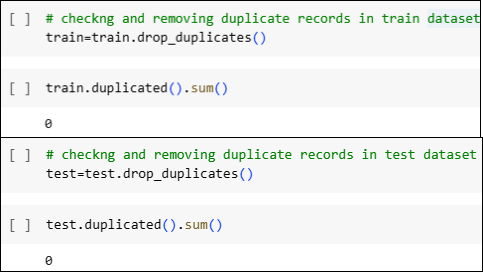 [ ] # checkng and removing duplicate records in train dataset
train=train.drop_duplicates()
[ ] train.duplicated().sum()
0
[ ] # checkng and removing duplicate records in test dataset
test=test.drop_duplicates()
[ ] test.duplicated().sum()
0